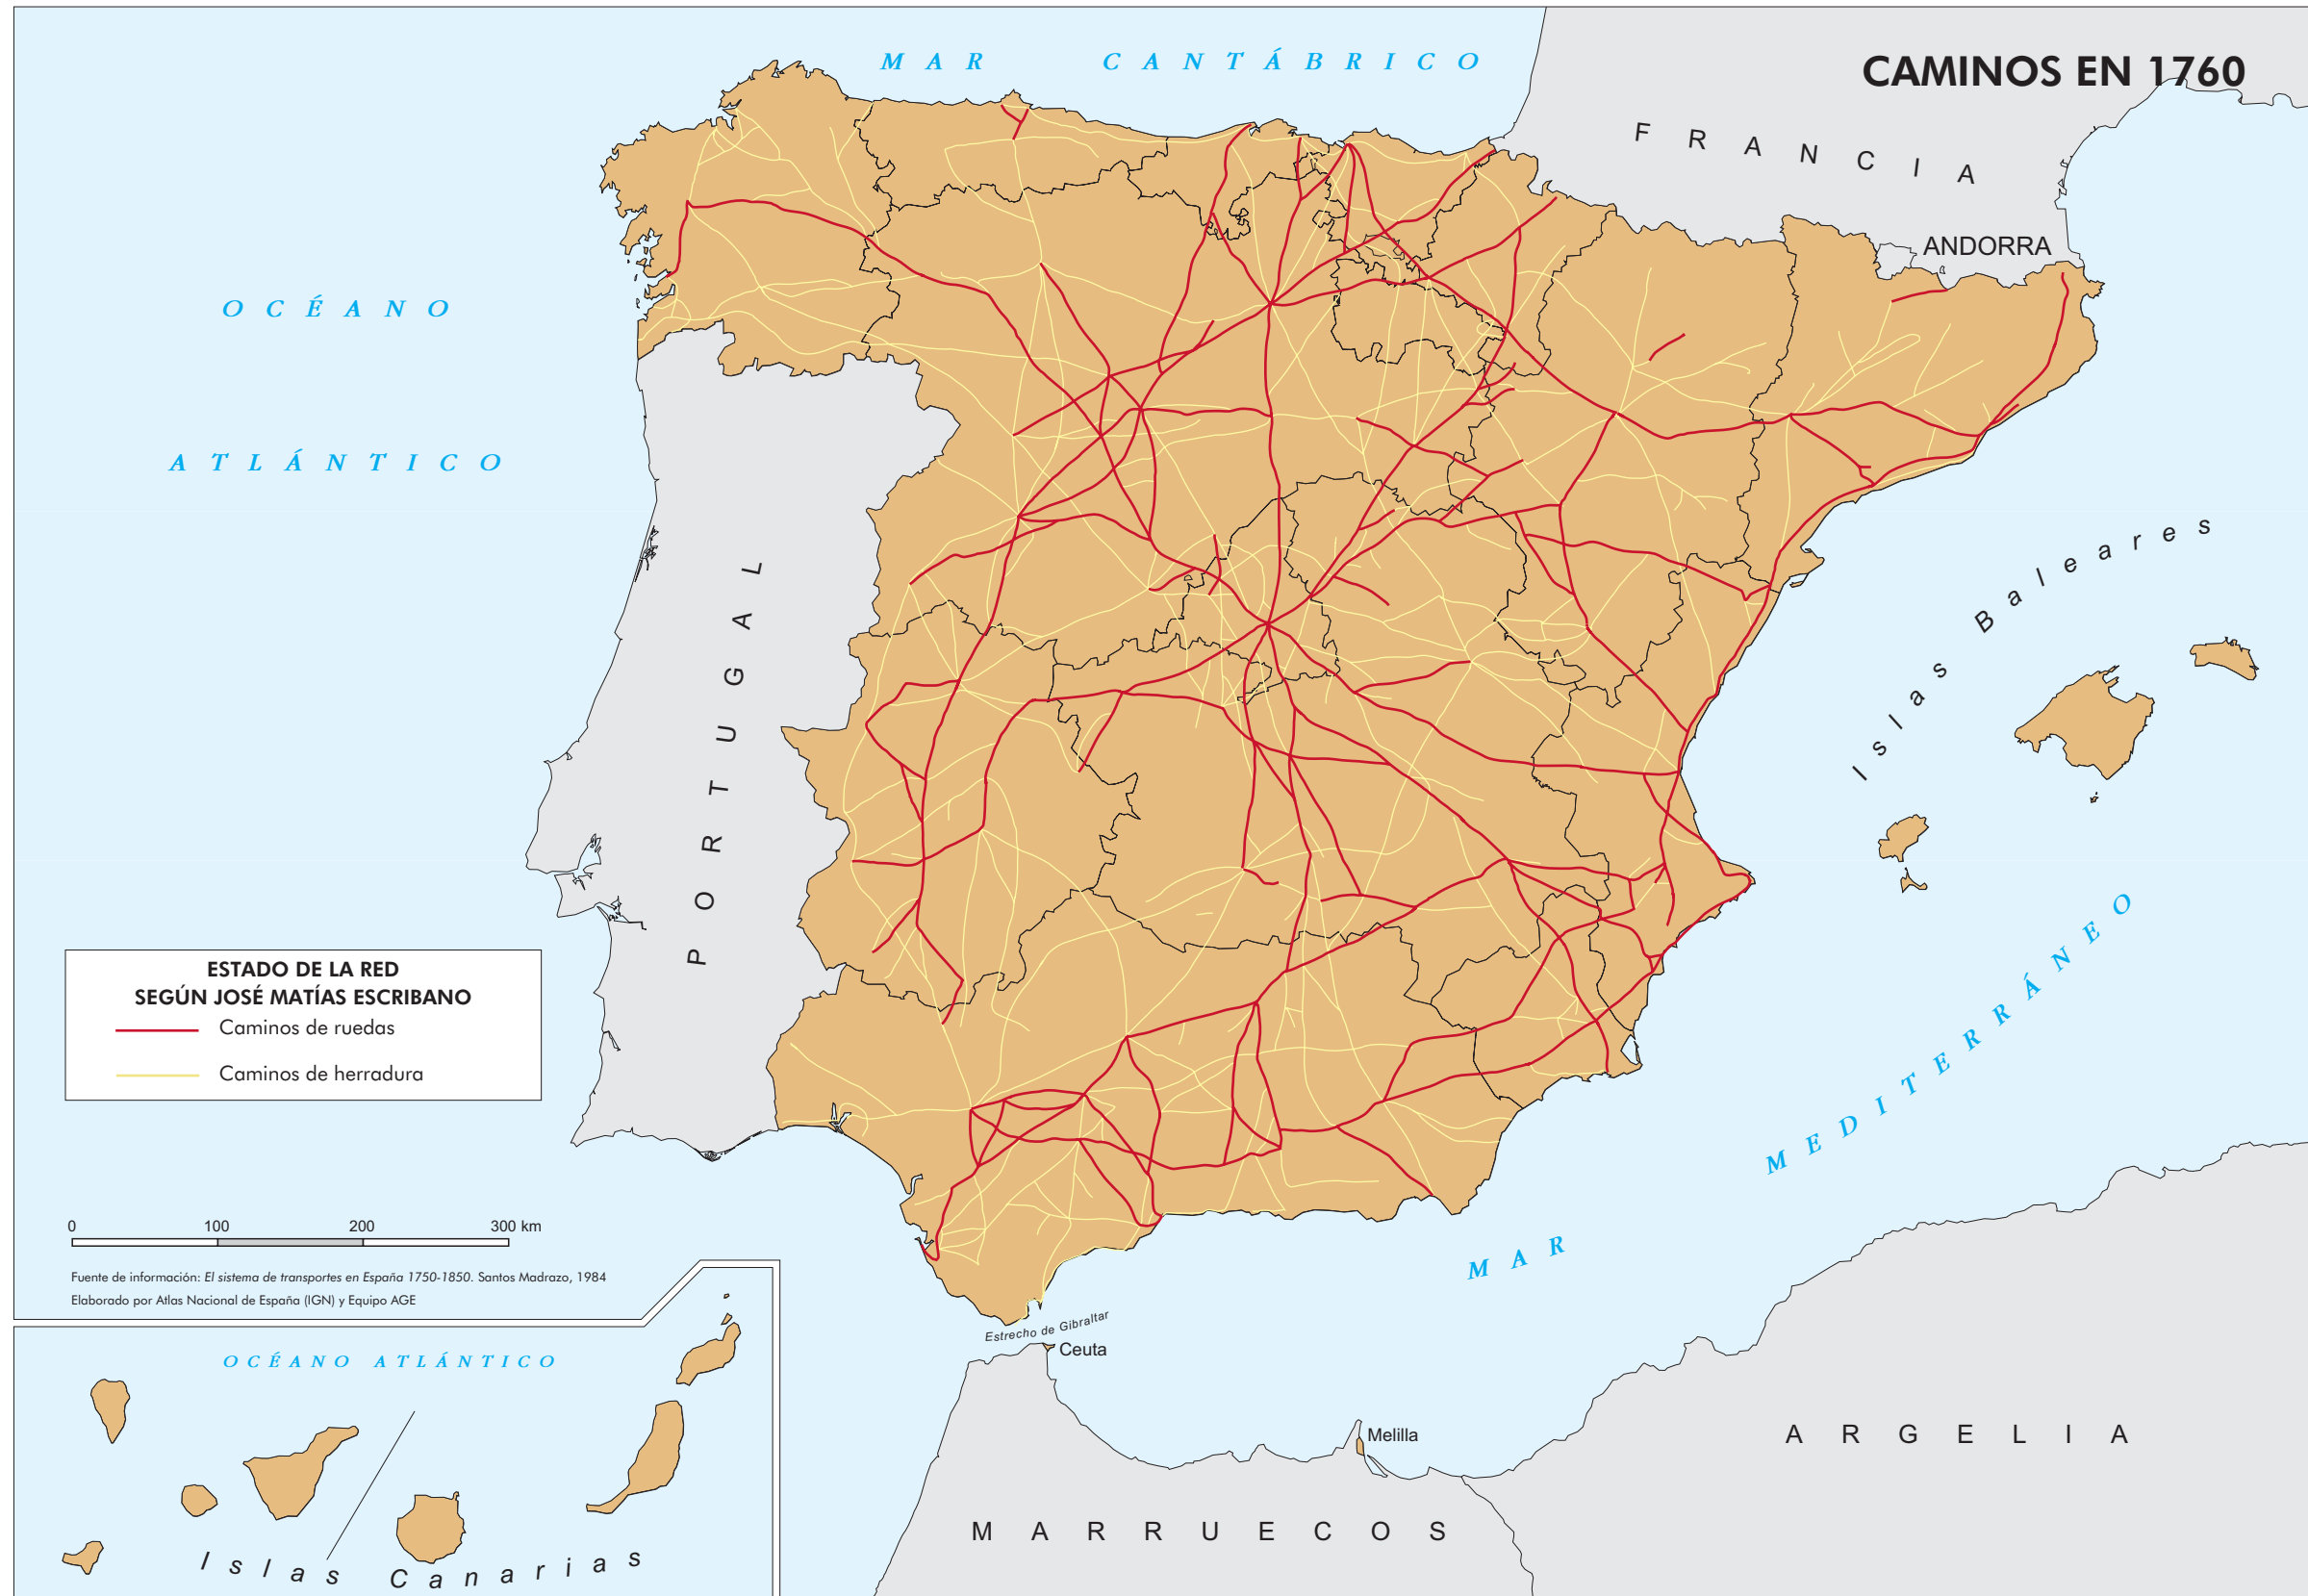 MAR CANTÁBRICO
CAMINOS EN 1760
FRANCIA
ANDORRA
OCÉANO
ATLÁNTICO
PORTUGAL
Islas Baleares
MAR MEDITERRÁNEO
ESTADO DE LA RED
SEGÚN JOSÉ MATÍAS ESCRIBANO
Caminos de ruedas
Caminos de herradura
0 100 200 300 km
Fuente de información: El sistema de transportes en España 1750-1850. Santos Madrazo, 1984
Elaborado por Atlas Nacional de España (IGN) y Equipo AGE
Estrecho de Gibraltar
Ceuta
Melilla
MARRUECOS
ARGELIA
OCÉANO ATLÁNTICO
Islas Canarias